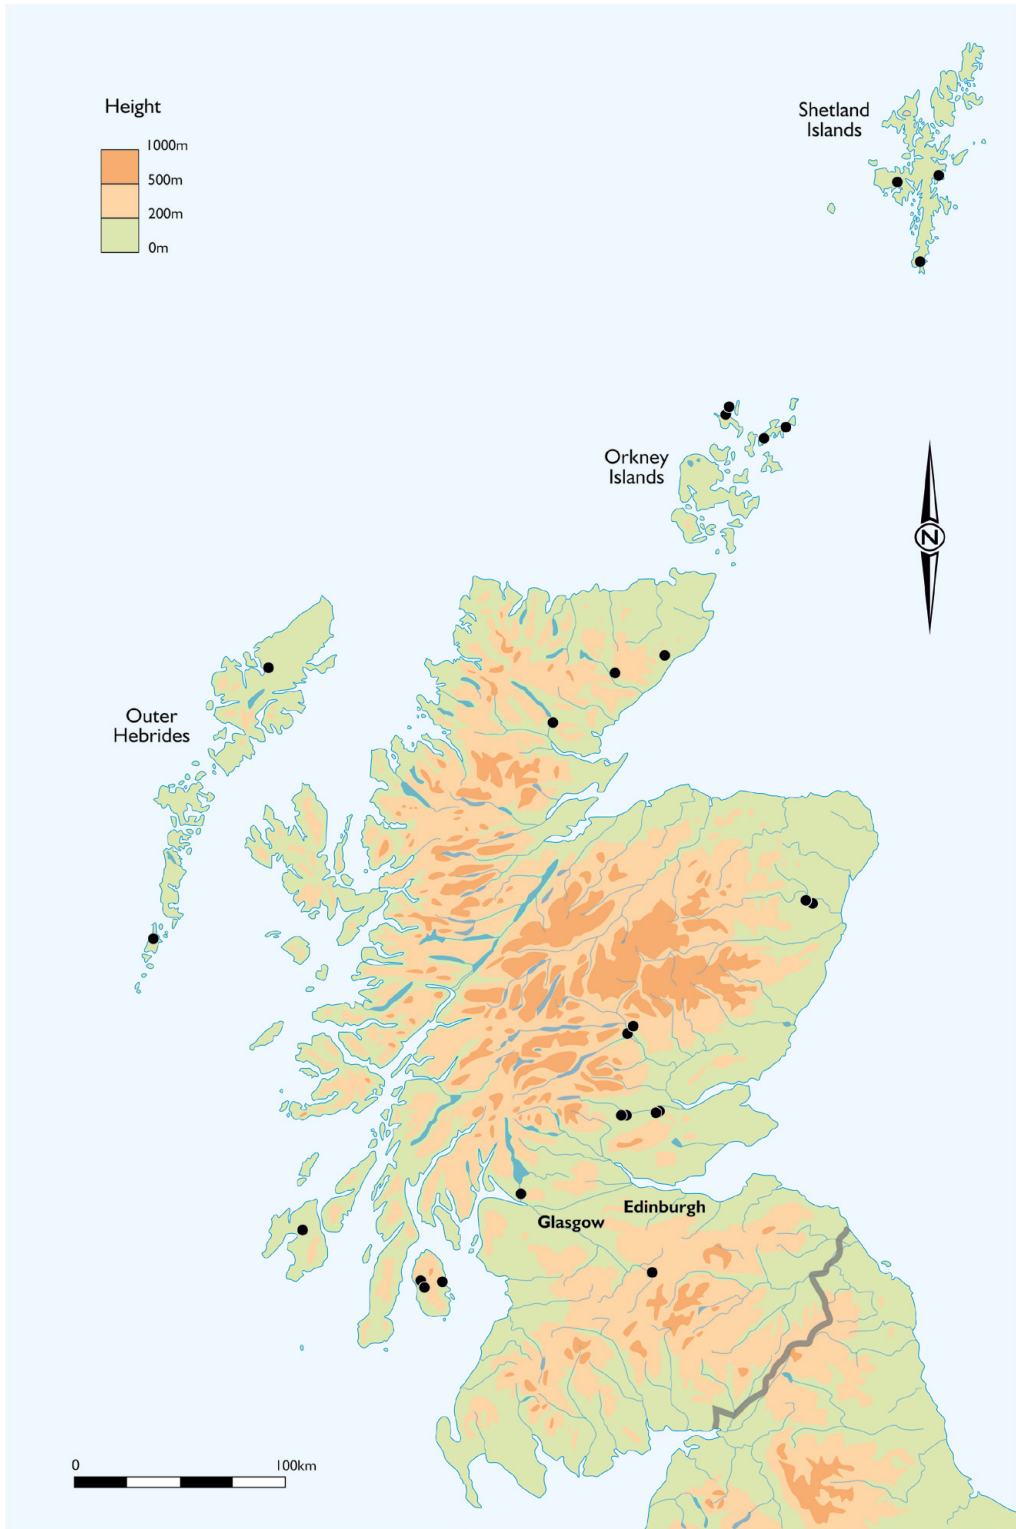 Height
1000m
500m
200m
0m
Shetland
Islands
Orkney
Islands
N
Outer
Hebrides
Edinburgh
Glasgow
0
100km